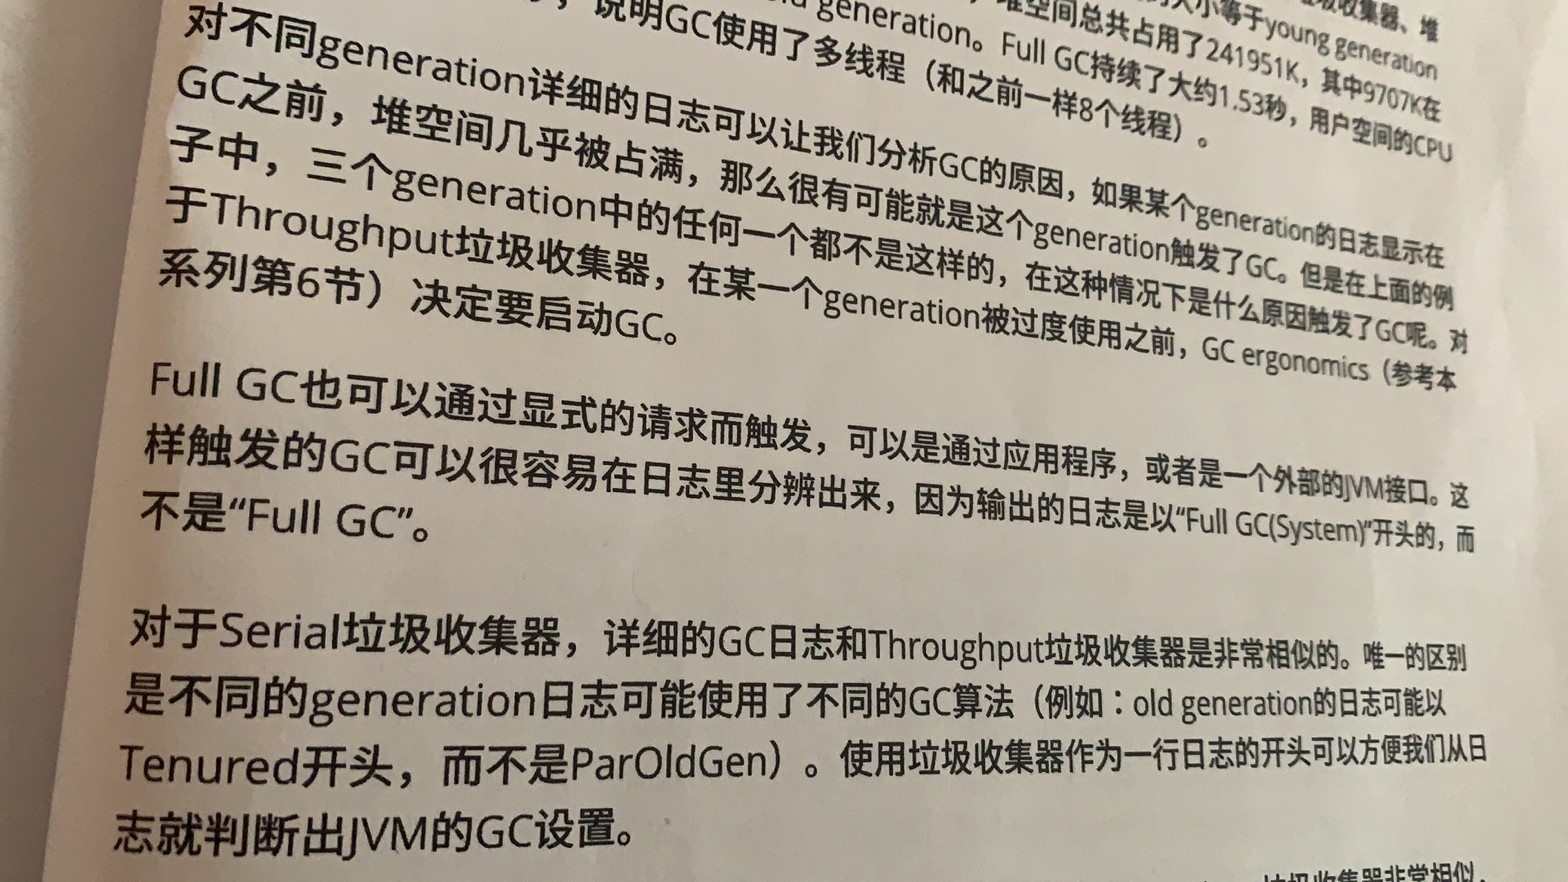 垃圾收集器、堆
大小等于young generation
堆空间总共占用了241951K，其中9707K在
generation。Full GC持续了大约1.53秒，用户空间的CPU
说明GC使用了多线程（和之前一样8个线程）。
对不同generation详细的日志可以让我们分析GC的原因，如果某个generation的日志显示在
GC之前，堆空间几乎被占满，那么很有可能就是这个generation触发了GC。但是在上面的例
子中，三个generation中的任何一个都不是这样的，在这种情况下是什么原因触发了GC呢。对
于Throughput垃圾收集器，在某一个generation被过度使用之前，GC ergonomics（参考本
系列第6节）决定要启动GC。
Full GC也可以通过显式的请求而触发，可以是通过应用程序，或者是一个外部的JVM接口。这
样触发的GC可以很容易在日志里分辨出来，因为输出的日志是以“Full GC(System)”开头的，而
不是“Full GC”。
对于Serial垃圾收集器，详细的GC日志和Throughput垃圾收集器是非常相似的。唯一的区别
是不同的generation日志可能使用了不同的GC算法（例如：old generation的日志可能以
Tenured开头，而不是ParOldGen）。使用垃圾收集器作为一行日志的开头可以方便我们从日
志就判断出JVM的GC设置。
垃圾收集器非常相似，